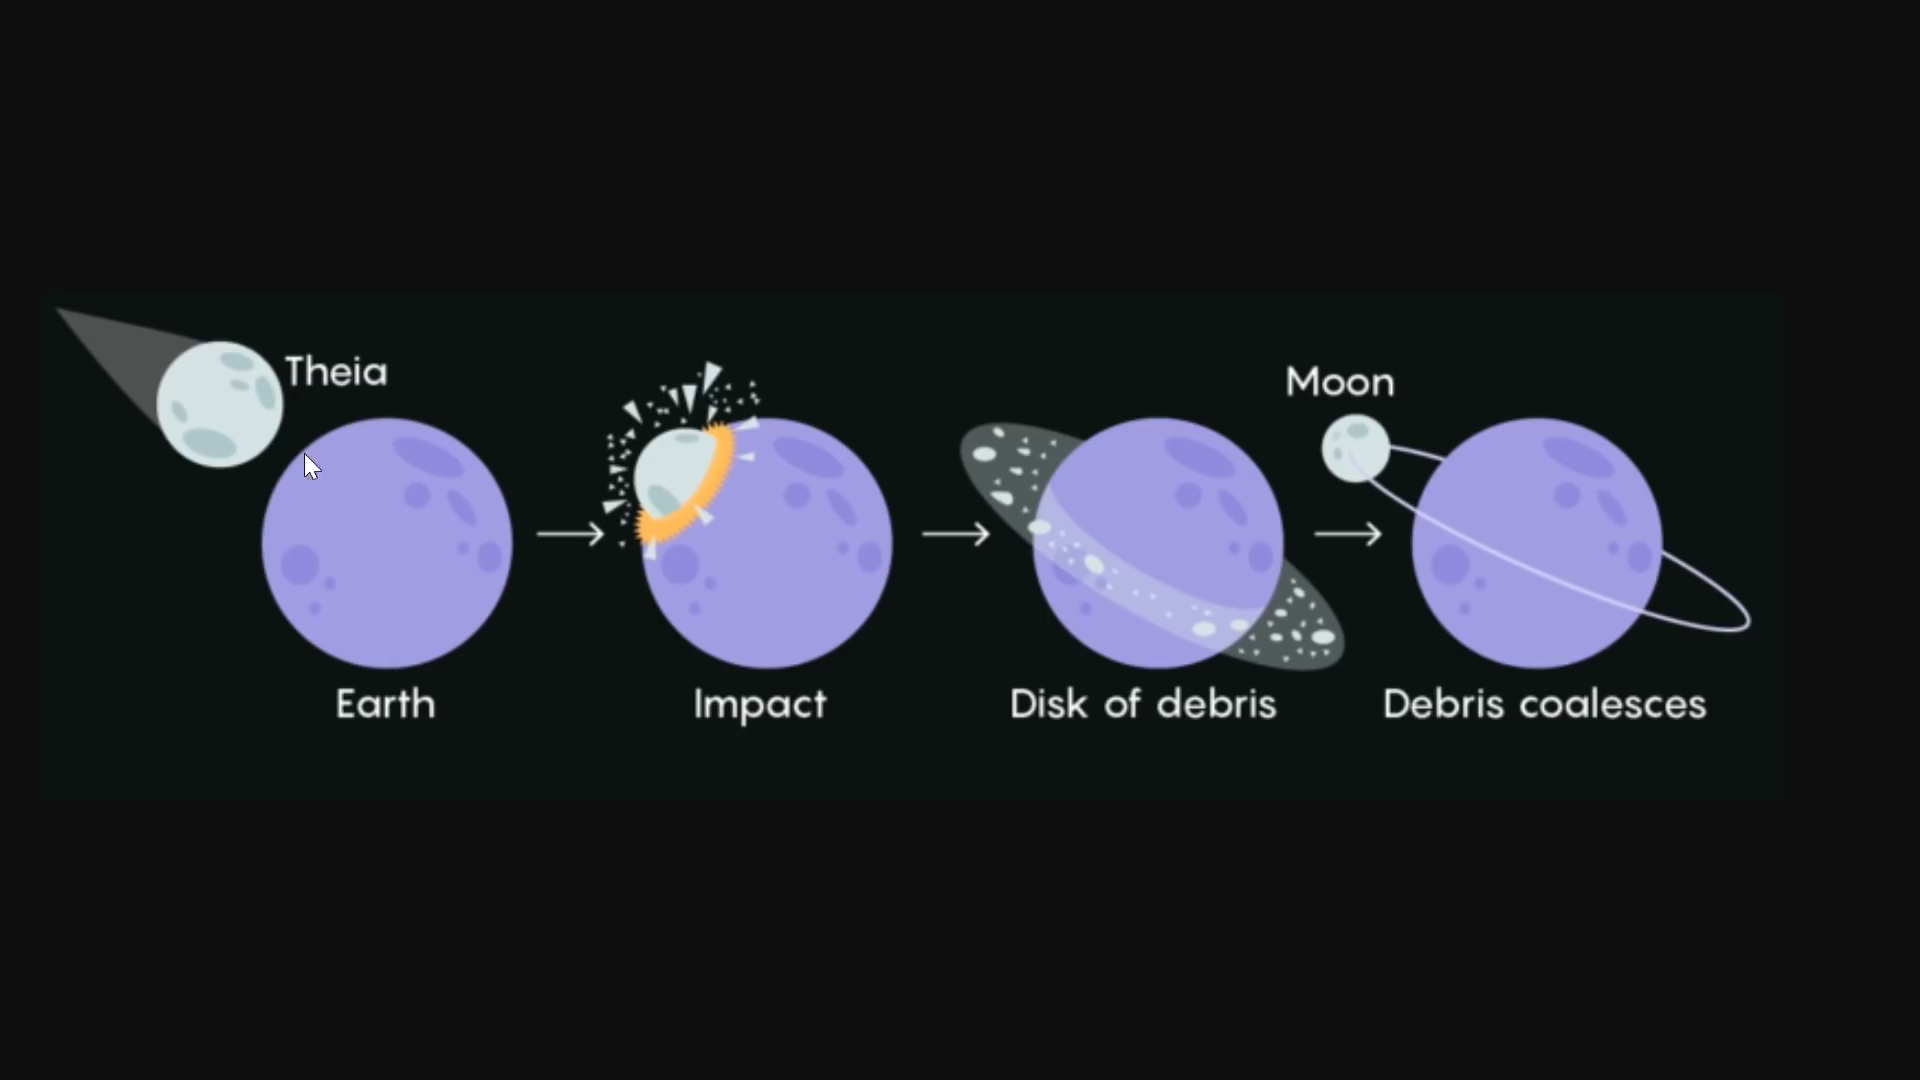 Theia
Moon
Earth
Impact
Disk of debris
Debris coalesces